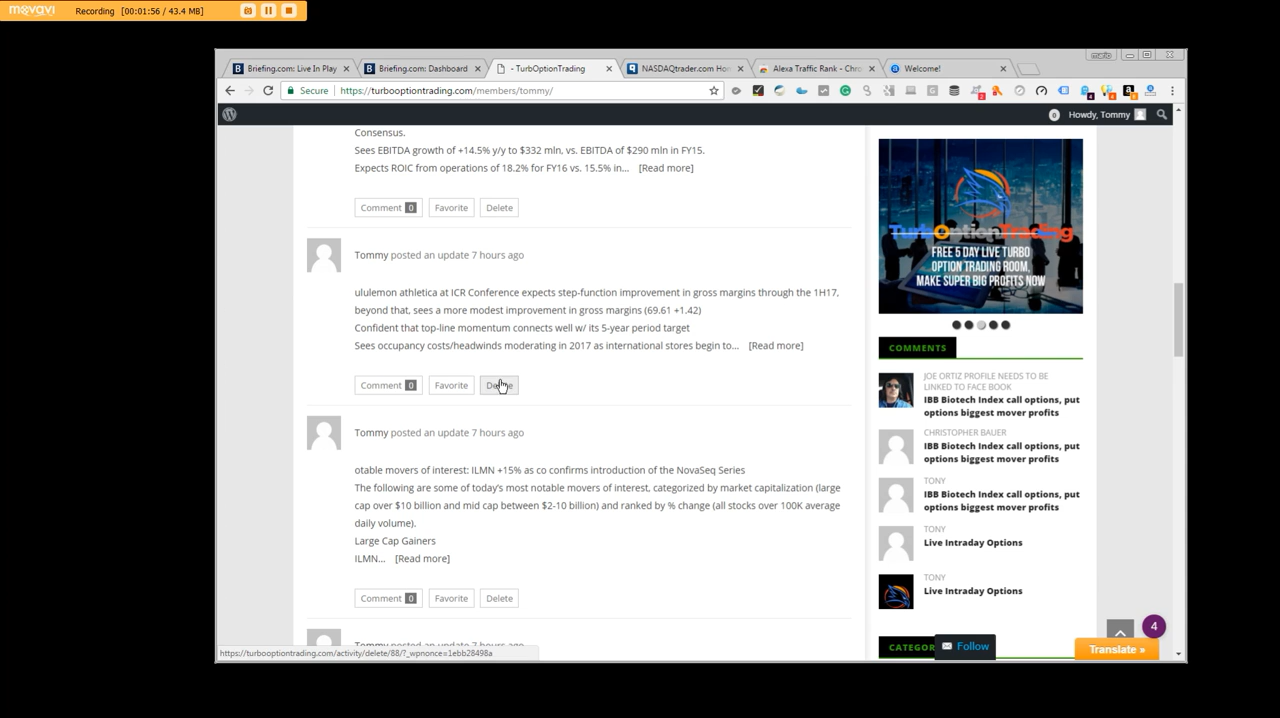 movavi
Recording [00:01:56 / 43.4 MB]
mario
Briefing.com: Live In Play
Briefing.com: Dashboard
- TurbOptionTrading
NASDAQtrader.com Ho
Alexa Traffic Rank - Chro
Welcome!
Secure https://turbooptiontrading.com/members/tommy/
0 Howdy, Tommy
Consensus.
Sees EBITDA growth of +14.5% y/y to $332 mln, vs. EBITDA of $290 mln in FY15.
Expects ROIC from operations of 18.2% for FY16 vs. 15.5% in... [Read more]
Comment 0 Favorite Delete
Tommy posted an update 7 hours ago
ululemon athletica at ICR Conference expects step-function improvement in gross margins through the 1H17,
beyond that, sees a more modest improvement in gross margins (69.61 +1.42)
Confident that top-line momentum connects well w/ its 5-year period target
Sees occupancy costs/headwinds moderating in 2017 as international stores begin to... [Read more]
Comment 0 Favorite Delete
Tommy posted an update 7 hours ago
otable movers of interest: ILMN +15% as co confirms introduction of the NovaSeq Series
The following are some of today's most notable movers of interest, categorized by market capitalization (large
cap over $10 billion and mid cap between $2-10 billion) and ranked by % change (all stocks over 100K average
daily volume).
Large Cap Gainers
ILMN... [Read more]
Comment 0 Favorite Delete
Tommy posted an update 7 hours ago
https://turbooptiontrading.com/activity/delete/88/?_wpnonce=1ebb28498a
TurbOptionTrading
FREE 5 DAY LIVE TURBO
OPTION TRADING ROOM,
MAKE SUPER BIG PROFITS NOW
COMMENTS
JOE ORTIZ PROFILE NEEDS TO BE
LINKED TO FACE BOOK
IBB Biotech Index call options, put
options biggest mover profits
CHRISTOPHER BAUER
IBB Biotech Index call options, put
options biggest mover profits
TONY
IBB Biotech Index call options, put
options biggest mover profits
TONY
Live Intraday Options
TONY
Live Intraday Options
4
CATEGOR
Follow
Translate »